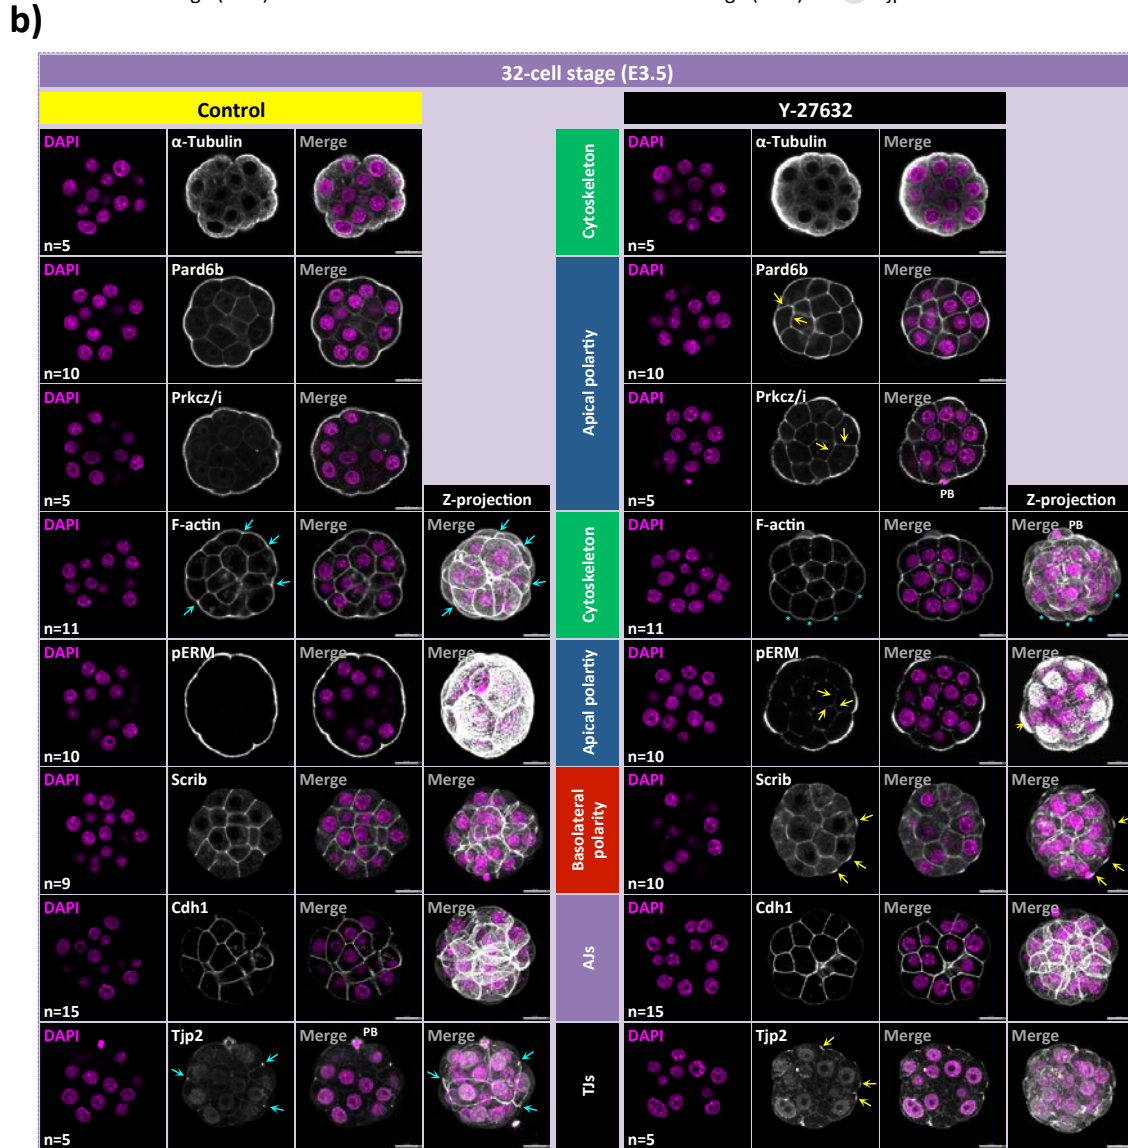 b)
32-cell stage (E3.5)
Control
Y-27632
DAPI α-Tubulin Merge
n=5
Cytoskeleton
DAPI α-Tubulin Merge
n=5
DAPI Pard6b Merge
n=10
Apical polartiy
DAPI Pard6b Merge
n=10
DAPI Prkcz/i Merge
n=5
DAPI Prkcz/i Merge
n=5
PB
Z-projection
Z-projection
DAPI F-actin Merge Merge
n=11
Cytoskeleton
DAPI F-actin Merge Merge PB
n=11
DAPI pERM Merge Merge
n=10
Apical polartiy
DAPI pERM Merge Merge
n=10
DAPI Scrib Merge Merge
n=9
Basolateral
polarity
DAPI Scrib Merge Merge
n=10
DAPI Cdh1 Merge Merge
n=15
AJs
DAPI Cdh1 Merge Merge
n=15
DAPI Tjp2 Merge PB Merge
n=5
TJs
DAPI Tjp2 Merge Merge
n=5